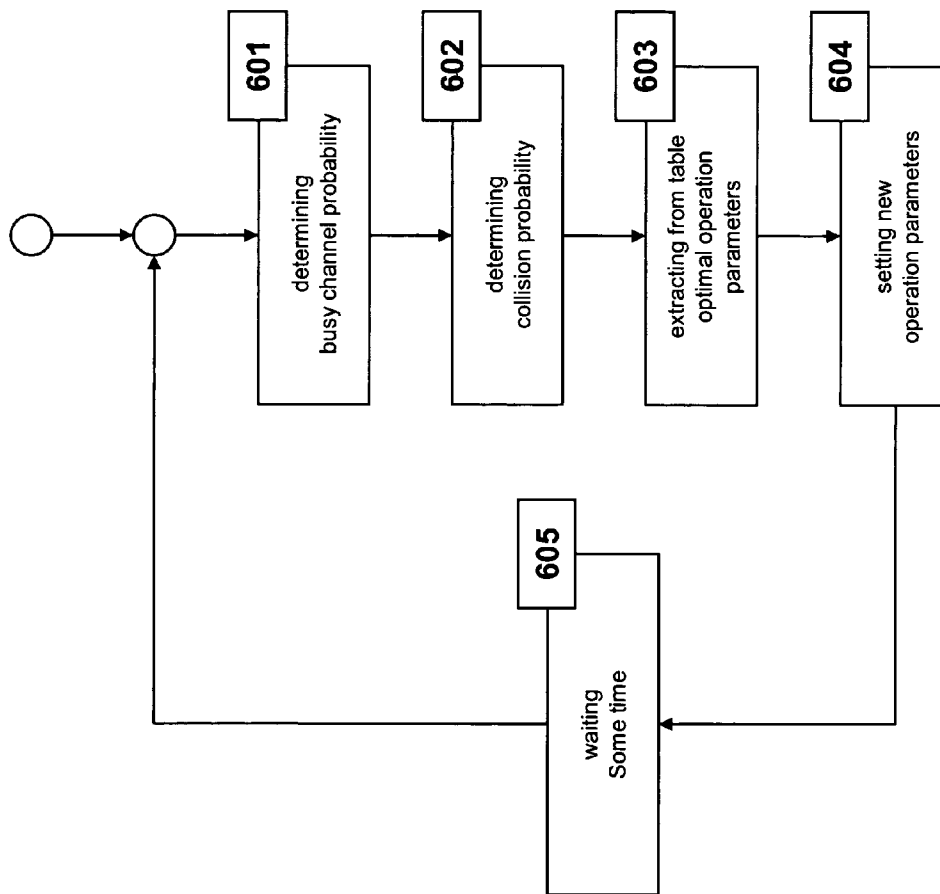 601
determining
busy channel probability
602
determining
collision probability
603
extracting from table
optimal operation
parameters
604
setting new
operation parameters
605
waiting
Some time